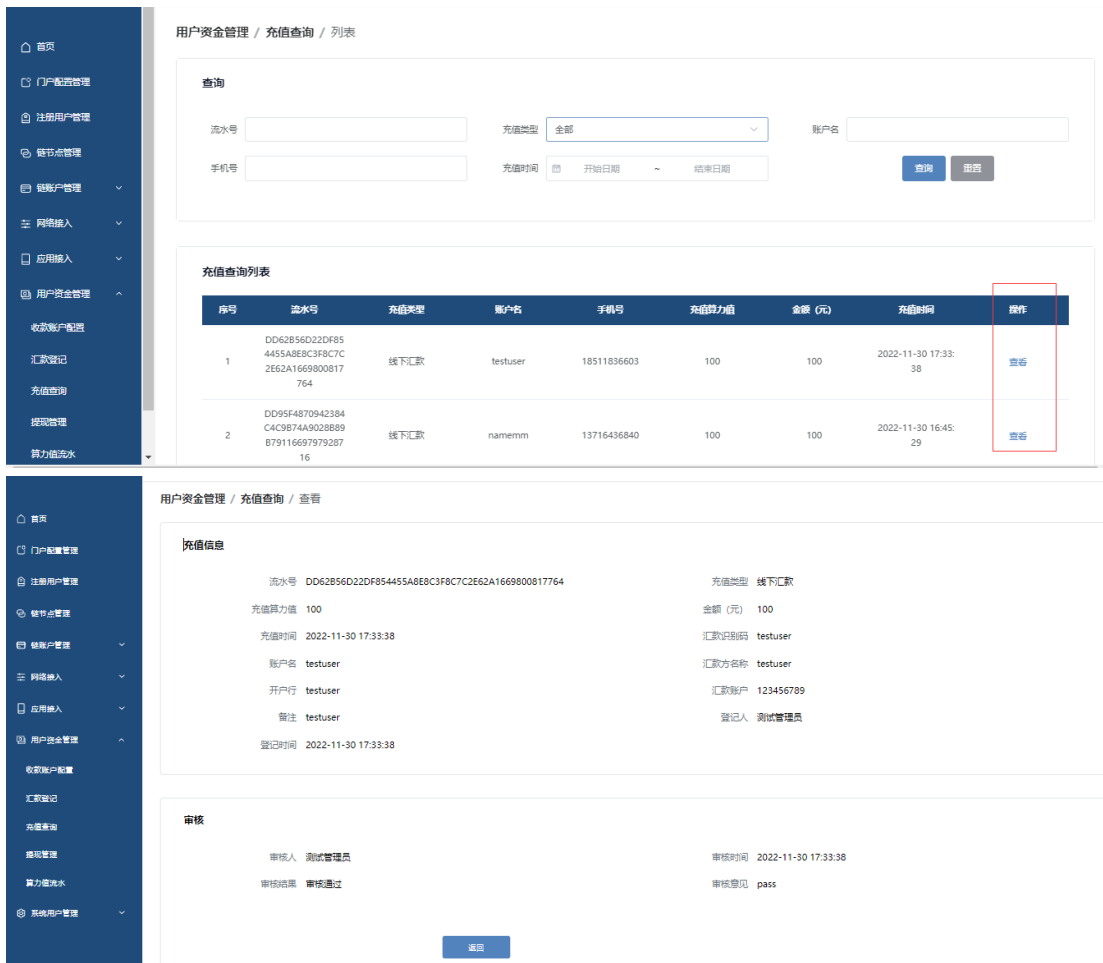 首页
门户配置管理
注册用户管理
链节点管理
链账户管理
网络接入
应用接入
用户资金管理
收款账户配置
汇款登记
充值查询
提现管理
算力值流水
用户资金管理 / 充值查询 / 列表
查询
流水号 充值类型 全部 账户名
手机号 充值时间 开始日期 ~ 结束日期 查询 重置
充值查询列表
序号 流水号 充值类型 账户名 手机号 充值算力值 金额（元） 充值时间 操作
DD62B56D22DF85
4455A8E8C3F8C7C
1 2E62A1669800817 线下汇款 testuser 18511836603 100 100 2022-11-30 17:33: 查看
764 38
DD95F4870942384
C4C9B74A9028B89
2 B79116697979287 线下汇款 namemm 13716436840 100 100 2022-11-30 16:45: 查看
16 29
首页
门户配置管理
注册用户管理
链节点管理
链账户管理
网络接入
应用接入
用户资金管理
收款账户配置
汇款登记
充值查询
提现管理
算力值流水
系统用户管理
用户资金管理 / 充值查询 / 查看
充值信息
流水号 DD62B56D22DF854455A8E8C3F8C7C2E62A1669800817764 充值类型 线下汇款
充值算力值 100 金额（元） 100
充值时间 2022-11-30 17:33:38 汇款识别码 testuser
账户名 testuser 汇款方名称 testuser
开户行 testuser 汇款账户 123456789
备注 testuser 登记人 测试管理员
登记时间 2022-11-30 17:33:38
审核
审核人 测试管理员 审核时间 2022-11-30 17:33:38
审核结果 审核通过 审核意见 pass
返回